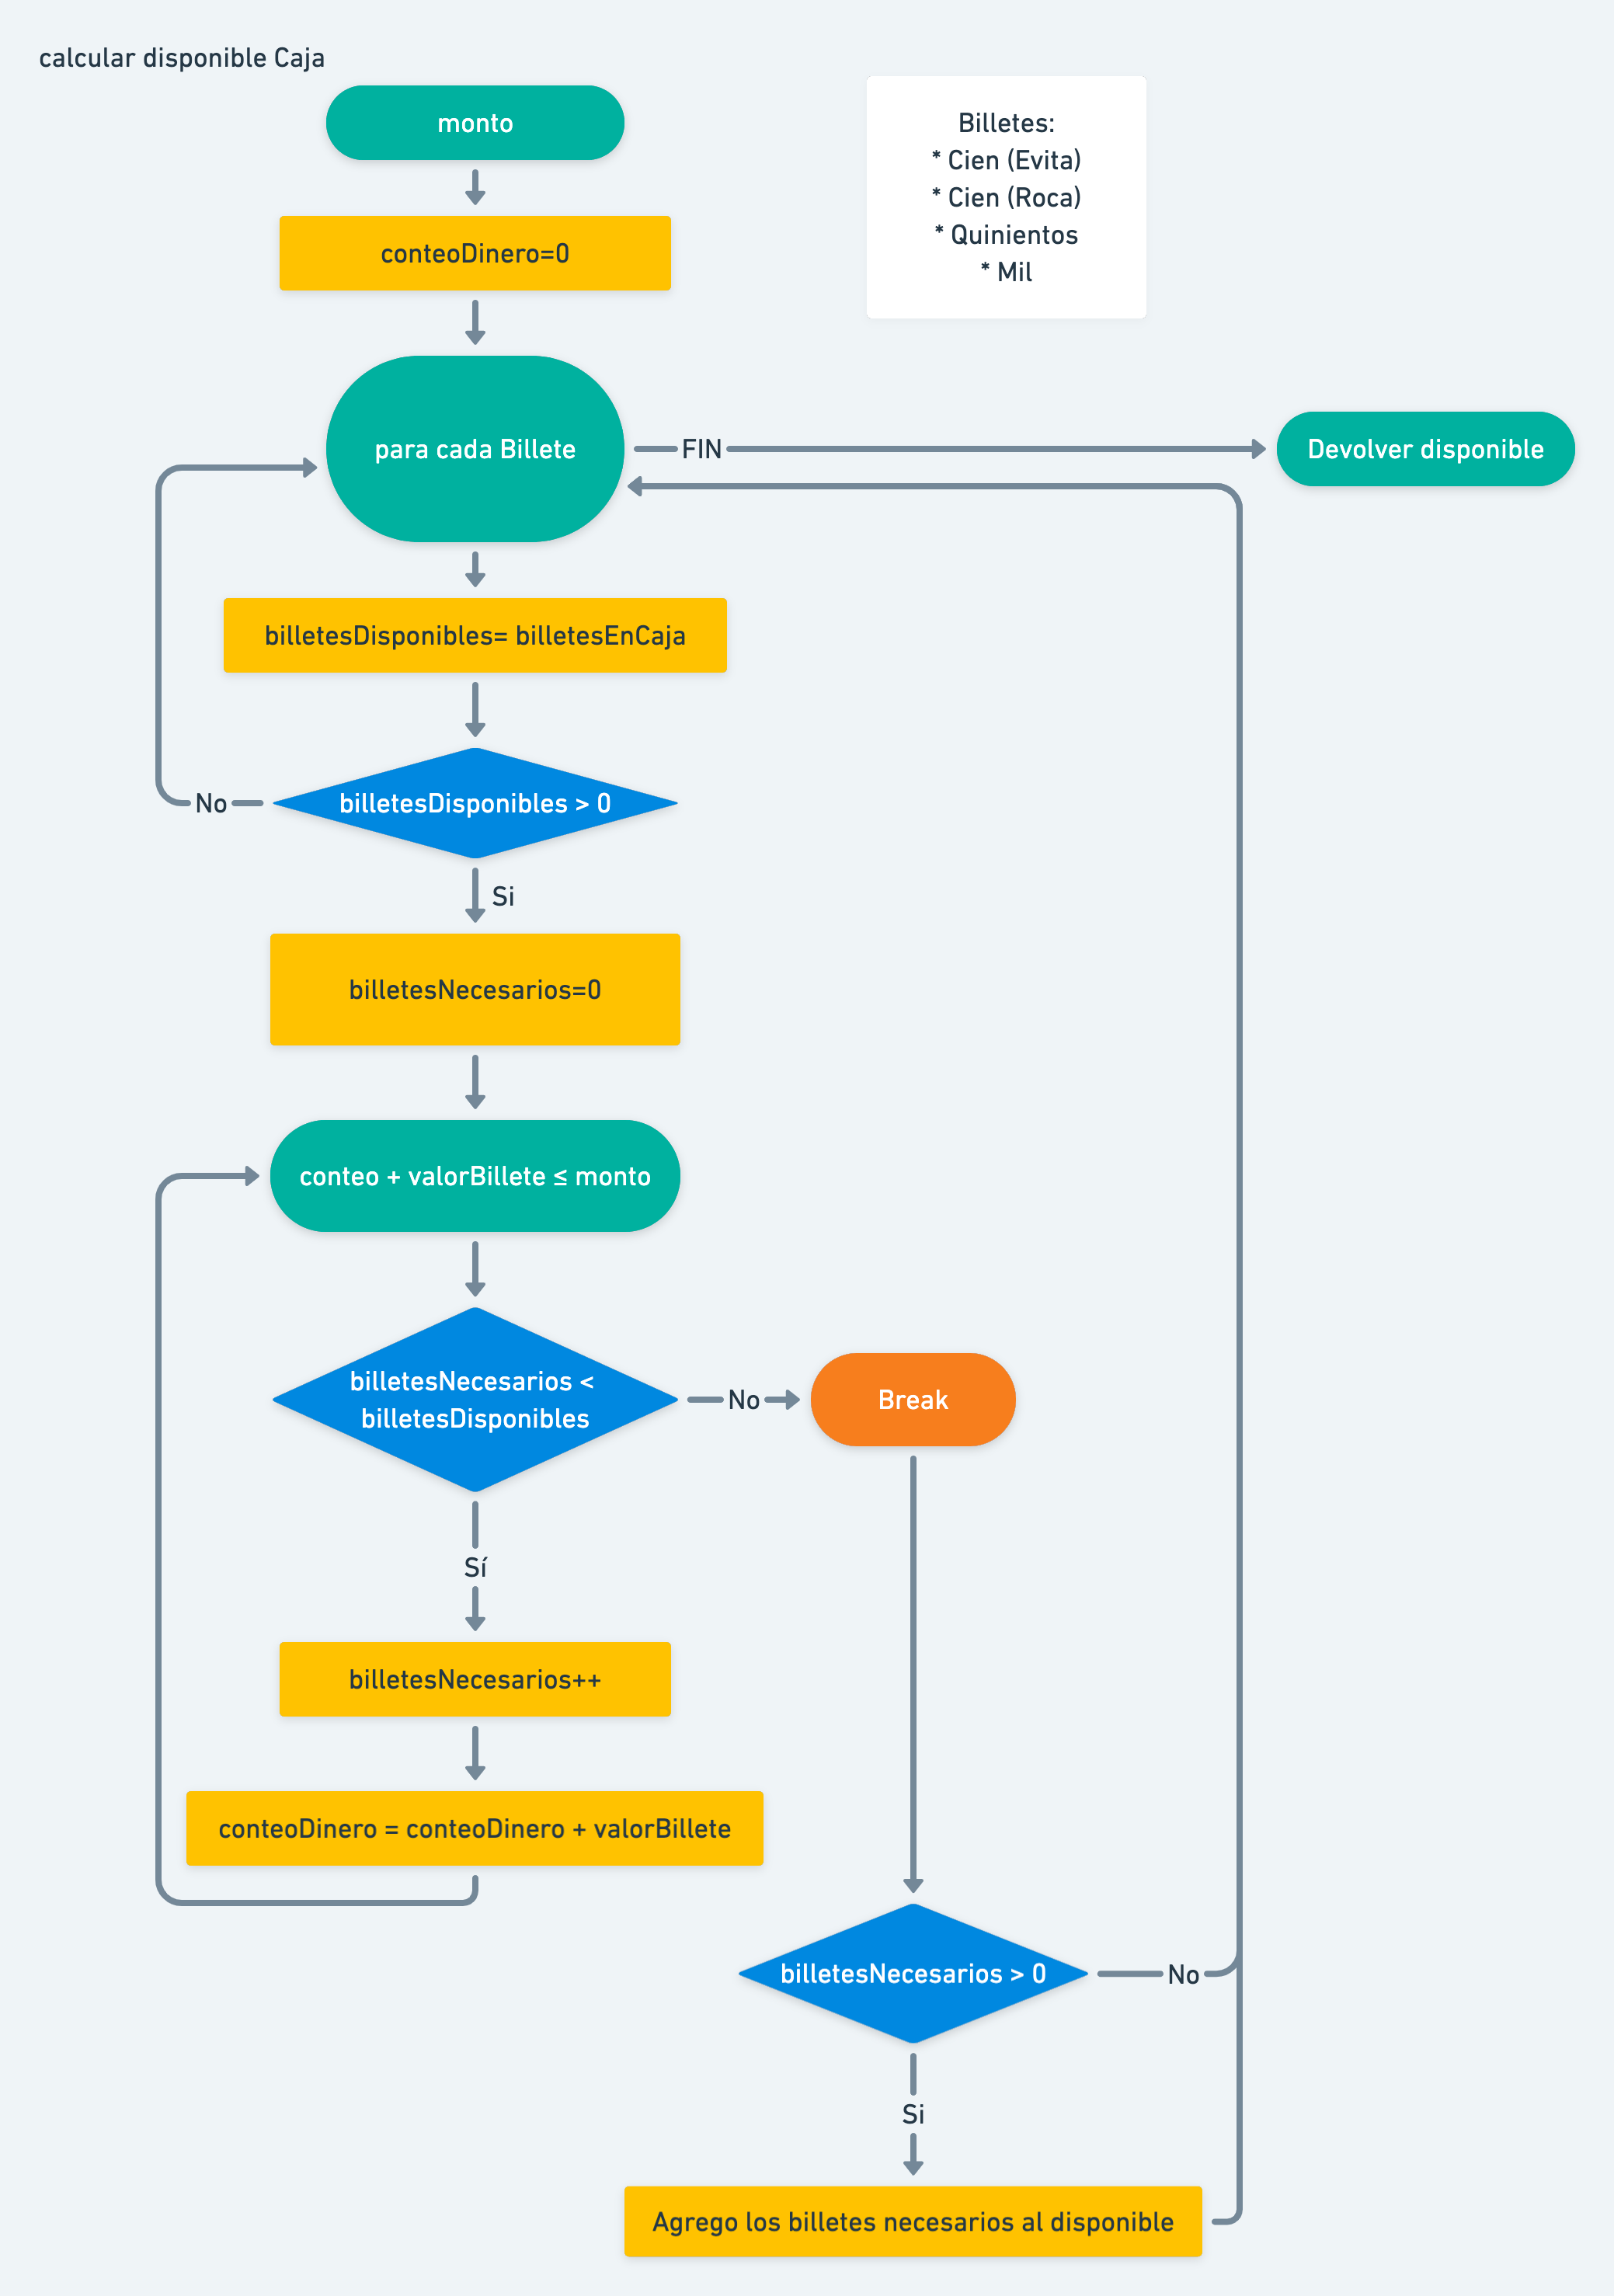 calcular disponible Caja
monto
Billetes:
* Cien (Evita)
* Cien (Roca)
* Quinientos
* Mil
conteoDinero=0
para cada Billete
FIN
Devolver disponible
billetesDisponibles= billetesEnCaja
billetesDisponibles > 0
No
Si
billetesNecesarios=0
conteo + valorBillete ≤ monto
billetesNecesarios <
billetesDisponibles
No
Break
Sí
billetesNecesarios++
conteoDinero = conteoDinero + valorBillete
billetesNecesarios > 0
No
Si
Agrego los billetes necesarios al disponible